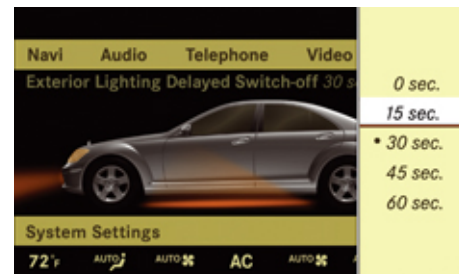 Navi Audio Telephone Video
Exterior Lighting Delayed Switch-off 30 s
0 sec.
15 sec.
• 30 sec.
45 sec.
60 sec.
System Settings
72°F AUTO AUTO AC AUTO